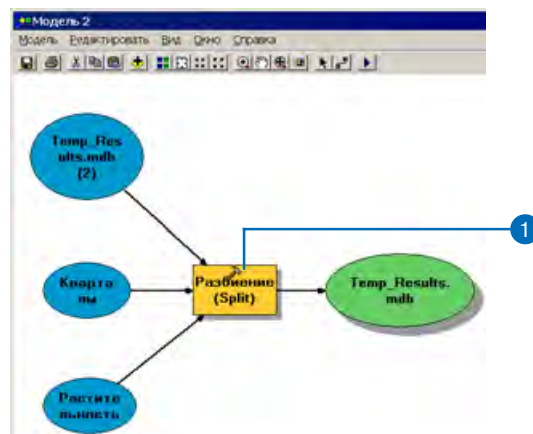 Модель 2
Модель Редактировать Вид Окно Справка
Temp_Res
ults.mdb
(2)
1
Кварта
лы
Разбиение
(Split)
Temp_Results.
mdb
Растите
льность